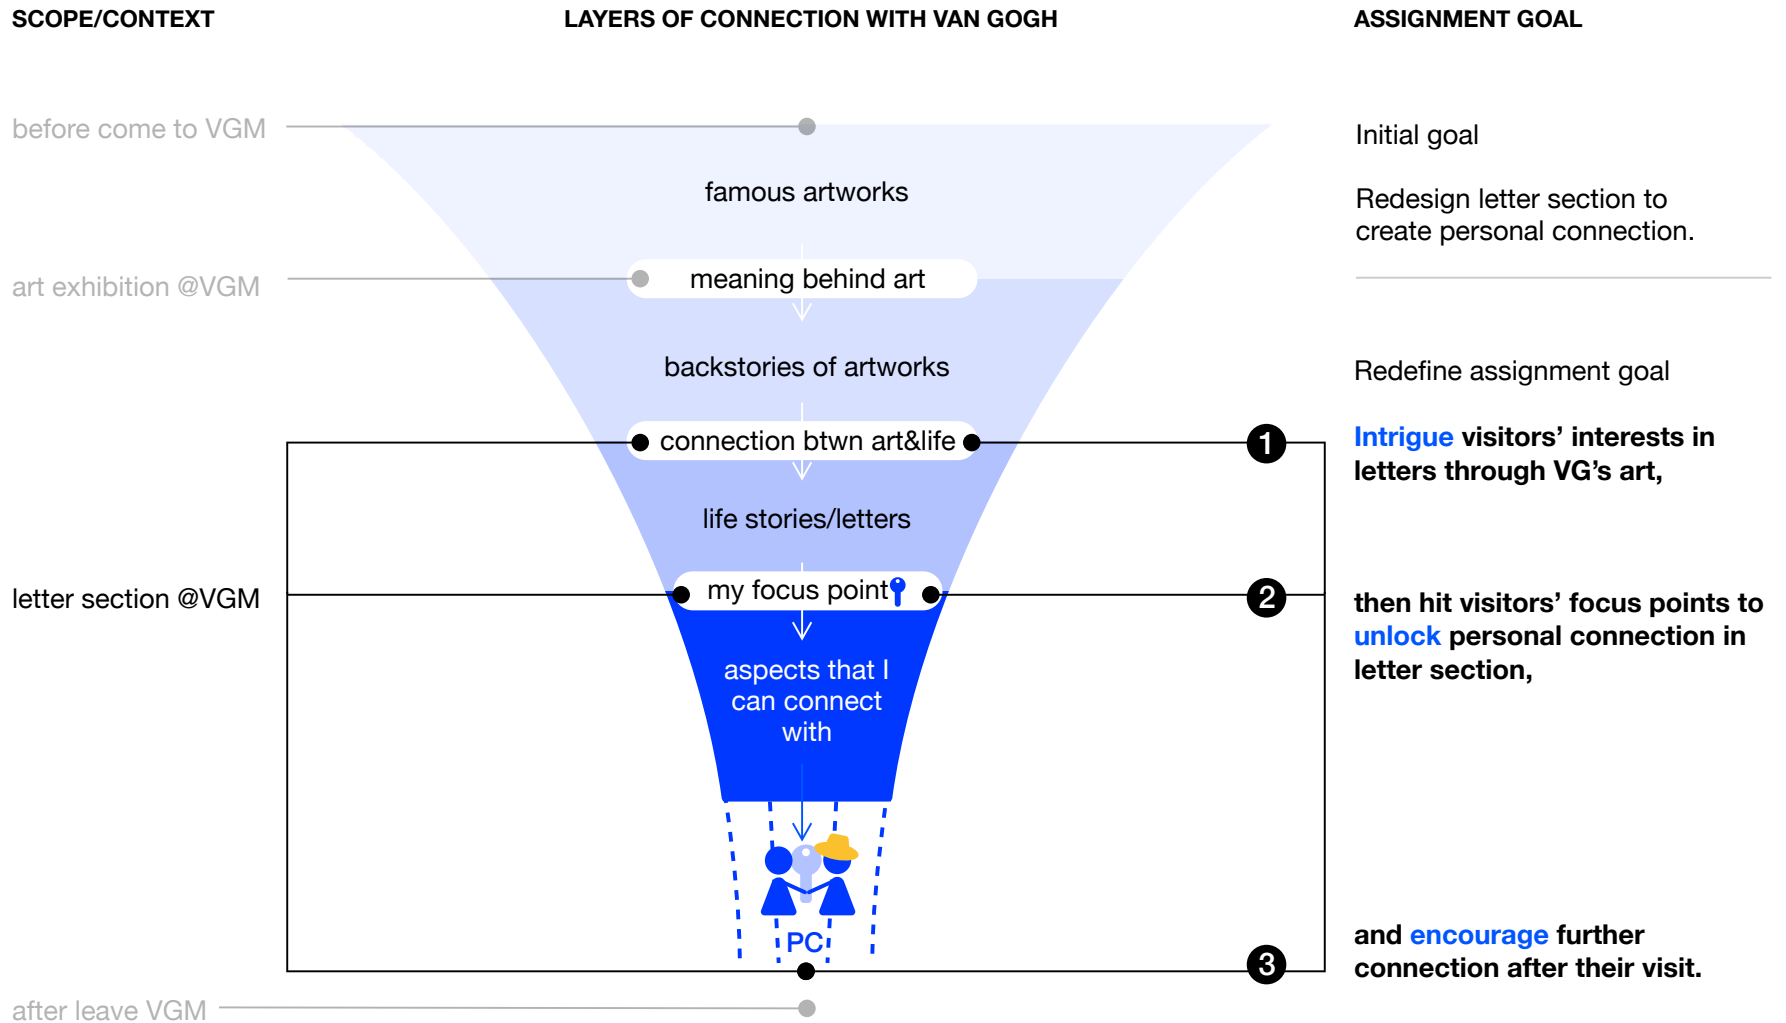 SCOPE/CONTEXT
LAYERS OF CONNECTION WITH VAN GOGH
ASSIGNMENT GOAL
before come to VGM
famous artworks
Initial goal
Redesign letter section to
create personal connection.
art exhibition @VGM
meaning behind art
backstories of artworks
Redefine assignment goal
connection btwn art&life
1
Intrigue visitors’ interests in
letters through VG’s art,
life stories/letters
letter section @VGM
my focus point
2
then hit visitors’ focus points to
unlock personal connection in
letter section,
aspects that I
can connect
with
PC
3
and encourage further
connection after their visit.
after leave VGM